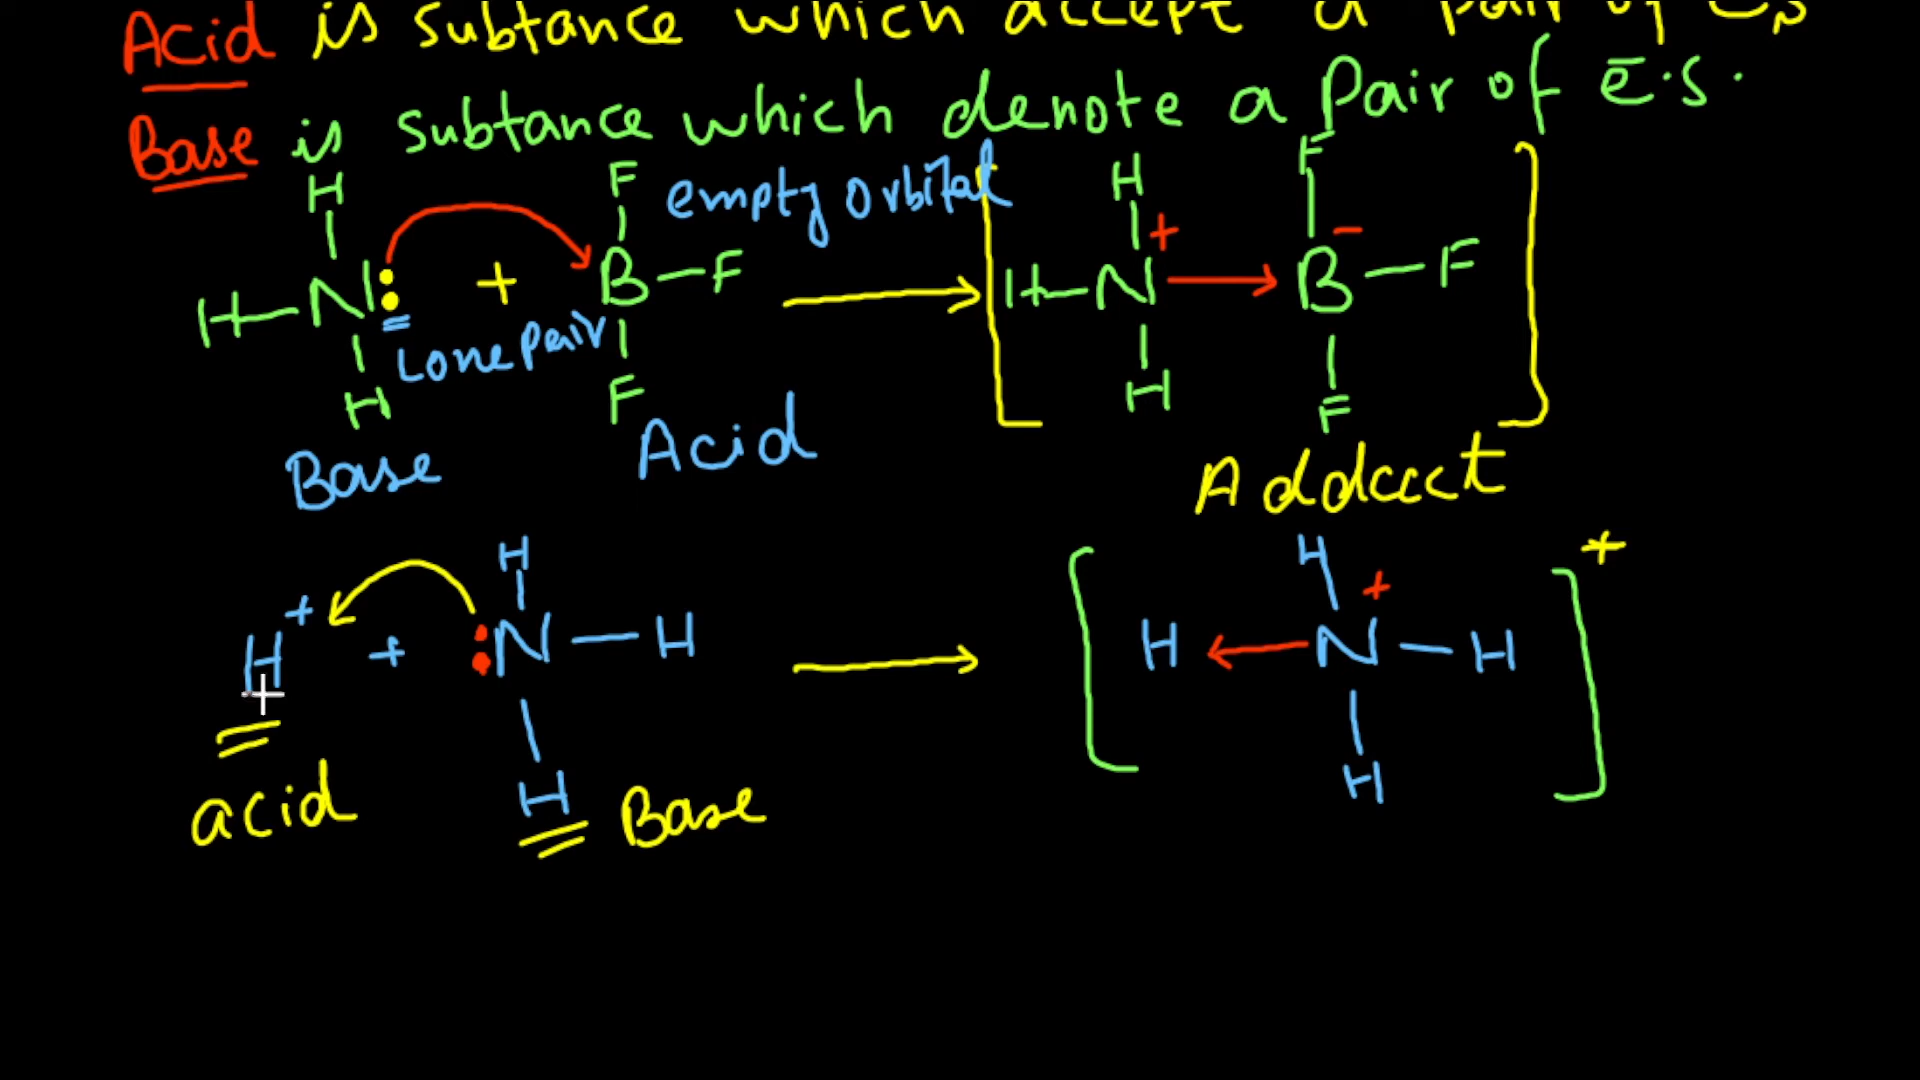 Acid is subtance which accept a pair of e s
Base is subtance which denote a Pair of e.s.
H F empty orbital H F
H-N: + B-F → [H-N+ → B- -F]
Lone pair
H F H F
Base Acid Adduct
H H +
H+ + :N-H → [H ← N+ -H]
H H
acid Base